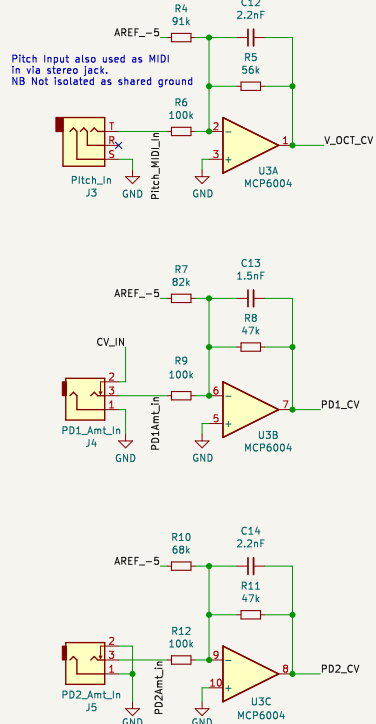 C12
2.2nF
R4
91k
AREF_-5
Pitch Input also used as MIDI
in via stereo jack.
NB Not isolated as shared ground
R5
56k
R6
100k
T
R
S
Pitch_In
J3
Pitch_MIDI_In
GND
GND
2
3
1
U3A
MCP6004
V_OCT_CV
C13
1.5nF
R7
82k
AREF_-5
R8
47k
CV_IN
R9
100k
2
3
1
PD1_Amt_In
J4
PD1Amt_in
GND
GND
6
5
7
U3B
MCP6004
PD1_CV
C14
2.2nF
R10
68k
AREF_-5
R11
47k
R12
100k
2
3
1
PD2_Amt_In
J5
PD2Amt_in
GND
GND
9
10
8
U3C
MCP6004
PD2_CV